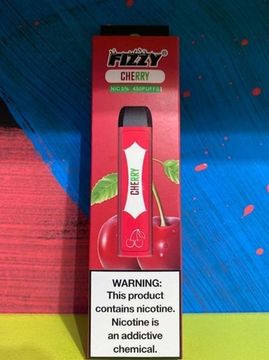 FIZZY
CHERRY
NIC 5% 450PUFFS
CHERRY
WARNING:
This product
contains nicotine.
Nicotine is
an addictive
chemical.